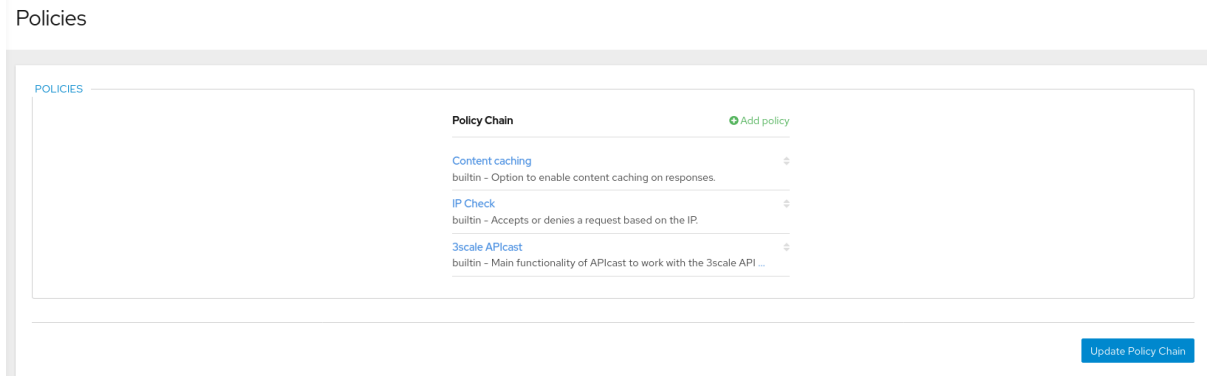 Policies
POLICIES
Policy Chain
Add policy
Content caching
builtin - Option to enable content caching on responses.
IP Check
builtin - Accepts or denies a request based on the IP.
3scale APIcast
builtin - Main functionality of APIcast to work with the 3scale API ...
Update Policy Chain